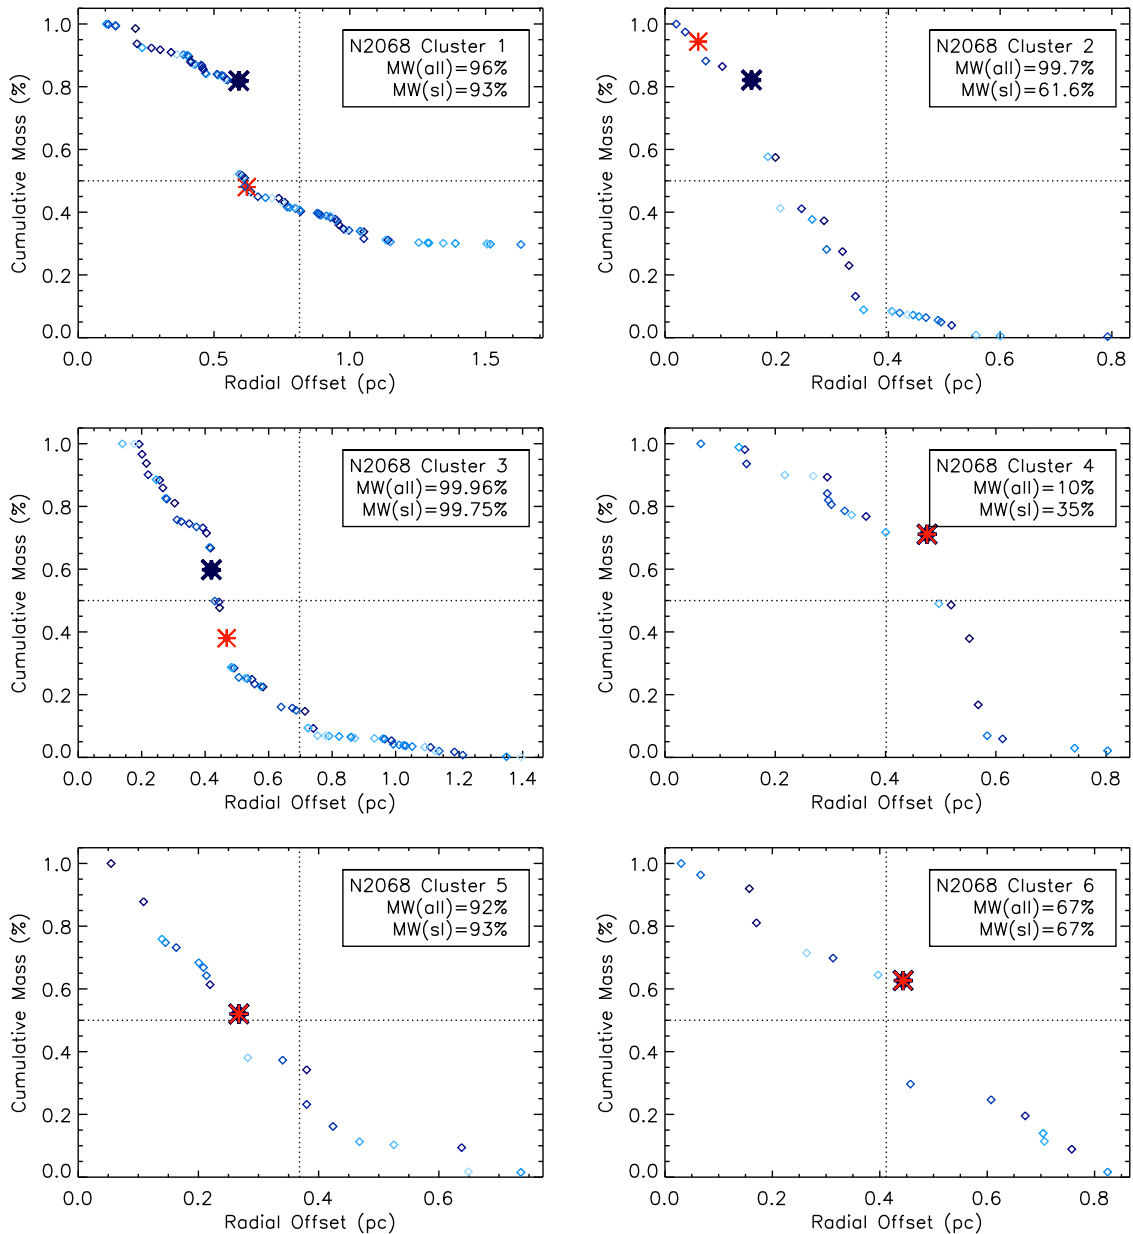 N2068 Cluster 1
MW(all)=96%
MW(sl)=93%
Cumulative Mass (%)
1.0
0.8
0.6
0.4
0.2
0.0
0.0 0.5 1.0 1.5
Radial Offset (pc)
N2068 Cluster 2
MW(all)=99.7%
MW(sl)=61.6%
Cumulative Mass (%)
1.0
0.8
0.6
0.4
0.2
0.0
0.0 0.2 0.4 0.6 0.8
Radial Offset (pc)
N2068 Cluster 3
MW(all)=99.96%
MW(sl)=99.75%
Cumulative Mass (%)
1.0
0.8
0.6
0.4
0.2
0.0
0.0 0.2 0.4 0.6 0.8 1.0 1.2 1.4
Radial Offset (pc)
N2068 Cluster 4
MW(all)=10%
MW(sl)=35%
Cumulative Mass (%)
1.0
0.8
0.6
0.4
0.2
0.0
0.0 0.2 0.4 0.6 0.8
Radial Offset (pc)
N2068 Cluster 5
MW(all)=92%
MW(sl)=93%
Cumulative Mass (%)
1.0
0.8
0.6
0.4
0.2
0.0
0.0 0.2 0.4 0.6
Radial Offset (pc)
N2068 Cluster 6
MW(all)=67%
MW(sl)=67%
Cumulative Mass (%)
1.0
0.8
0.6
0.4
0.2
0.0
0.0 0.2 0.4 0.6 0.8
Radial Offset (pc)